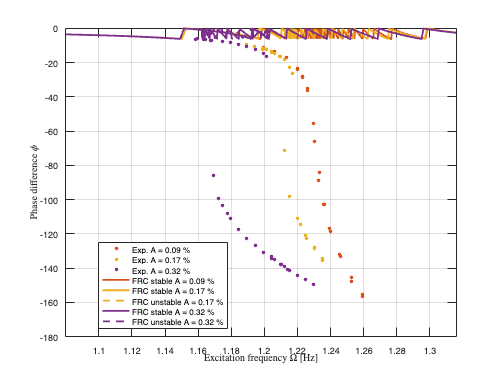 0
-20
-40
-60
-80
-100
-120
-140
-160
-180
Phase difference ϕ
Exp. A = 0.09 %
Exp. A = 0.17 %
Exp. A = 0.32 %
FRC stable A = 0.09 %
FRC stable A = 0.17 %
FRC unstable A = 0.17 %
FRC stable A = 0.32 %
FRC unstable A = 0.32 %
1.1 1.12 1.14 1.16 1.18 1.2 1.22 1.24 1.26 1.28 1.3
Excitation frequency Ω [Hz]